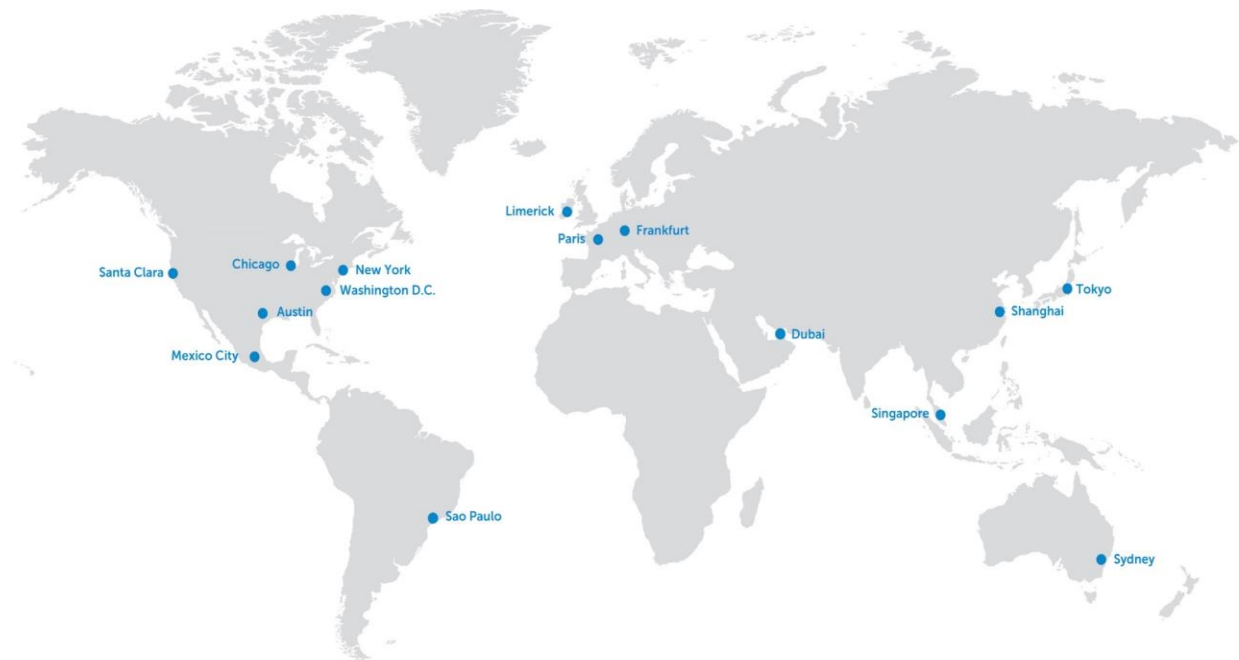 Limerick
Frankfurt
Paris
Chicago
New York
Santa Clara
Washington D.C.
Tokyo
Austin
Shanghai
Dubai
Mexico City
Singapore
Sao Paulo
Sydney